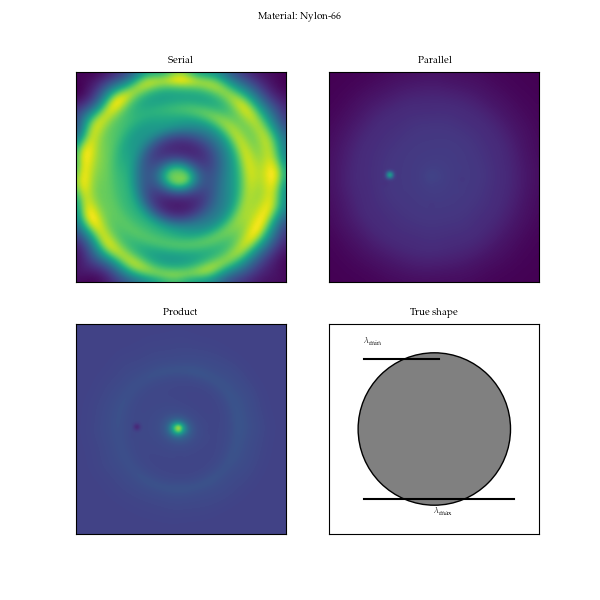 Material: Nylon-66
Serial
Parallel
Product
True shape
λmin
λmax